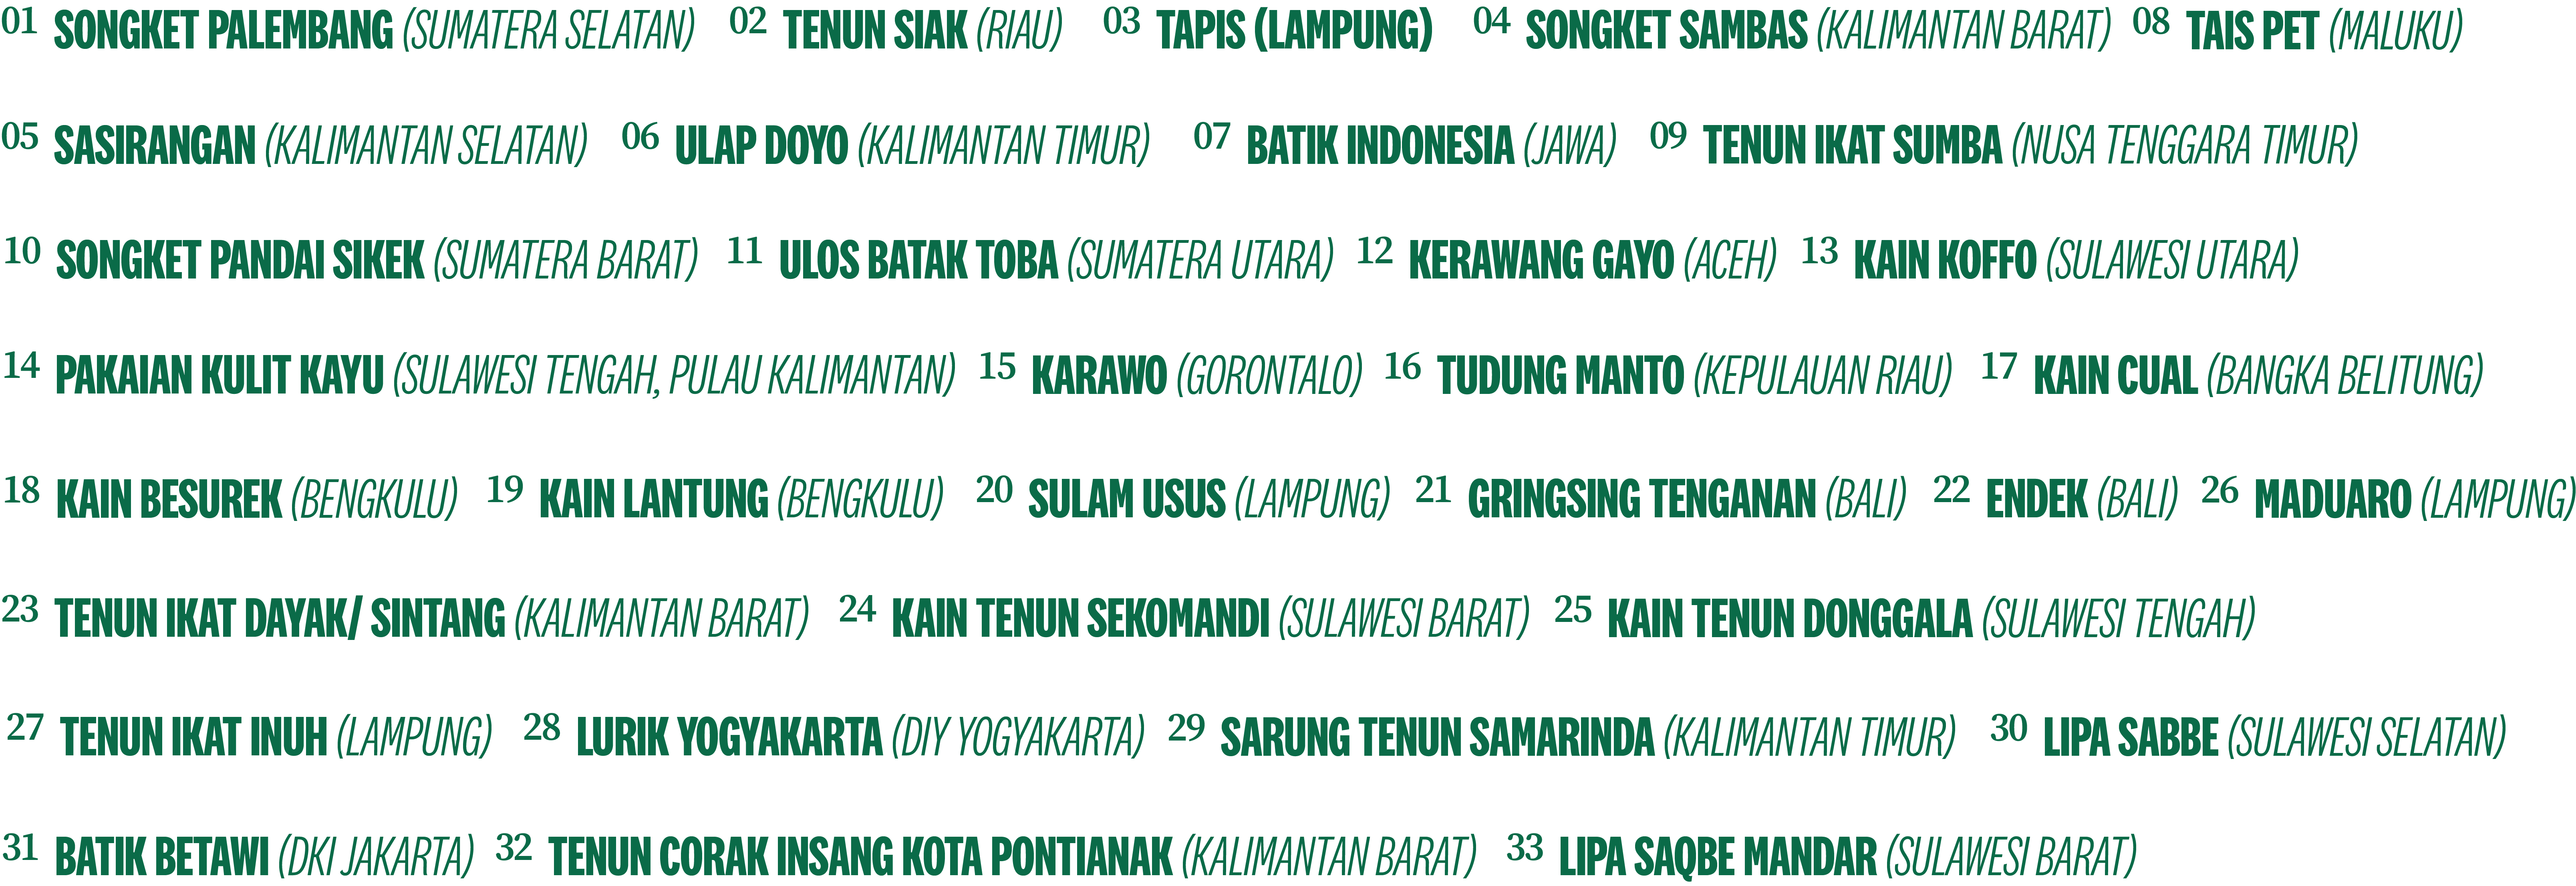 01 SONGKET PALEMBANG (SUMATERA SELATAN) 02 TENUN SIAK (RIAU) 03 TAPIS (LAMPUNG) 04 SONGKET SAMBAS (KALIMANTAN BARAT) 08 TAIS PET (MALUKU)
05 SASIRANGAN (KALIMANTAN SELATAN) 06 ULAP DOYO (KALIMANTAN TIMUR) 07 BATIK INDONESIA (JAWA) 09 TENUN IKAT SUMBA (NUSA TENGGARA TIMUR)
10 SONGKET PANDAI SIKEK (SUMATERA BARAT) 11 ULOS BATAK TOBA (SUMATERA UTARA) 12 KERAWANG GAYO (ACEH) 13 KAIN KOFFO (SULAWESI UTARA)
14 PAKAIAN KULIT KAYU (SULAWESI TENGAH, PULAU KALIMANTAN) 15 KARAWO (GORONTALO) 16 TUDUNG MANTO (KEPULAUAN RIAU) 17 KAIN CUAL (BANGKA BELITUNG)
18 KAIN BESUREK (BENGKULU) 19 KAIN LANTUNG (BENGKULU) 20 SULAM USUS (LAMPUNG) 21 GRINGSING TENGANAN (BALI) 22 ENDEK (BALI) 26 MADUARO (LAMPUNG)
23 TENUN IKAT DAYAK/ SINTANG (KALIMANTAN BARAT) 24 KAIN TENUN SEKOMANDI (SULAWESI BARAT) 25 KAIN TENUN DONGGALA (SULAWESI TENGAH)
27 TENUN IKAT INUH (LAMPUNG) 28 LURIK YOGYAKARTA (DIY YOGYAKARTA) 29 SARUNG TENUN SAMARINDA (KALIMANTAN TIMUR) 30 LIPA SABBE (SULAWESI SELATAN)
31 BATIK BETAWI (DKI JAKARTA) 32 TENUN CORAK INSANG KOTA PONTIANAK (KALIMANTAN BARAT) 33 LIPA SAQBE MANDAR (SULAWESI BARAT)